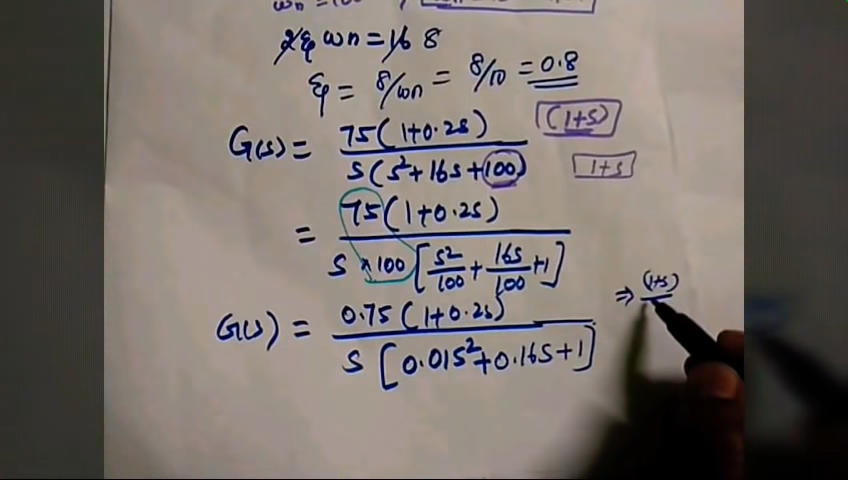 ωn = 100
2ξωn = 16 8
ξ = 8/ωn = 8/10 = 0.8
G(s) = 75(1+0.2s) / s(s²+16s+100) (1+s)
1+s
= 75(1+0.2s) / s*100[s²/100 + 16s/100 + 1]
⇒ (1+s)
G(s) = 0.75(1+0.2s) / s[0.01s²+0.16s+1]